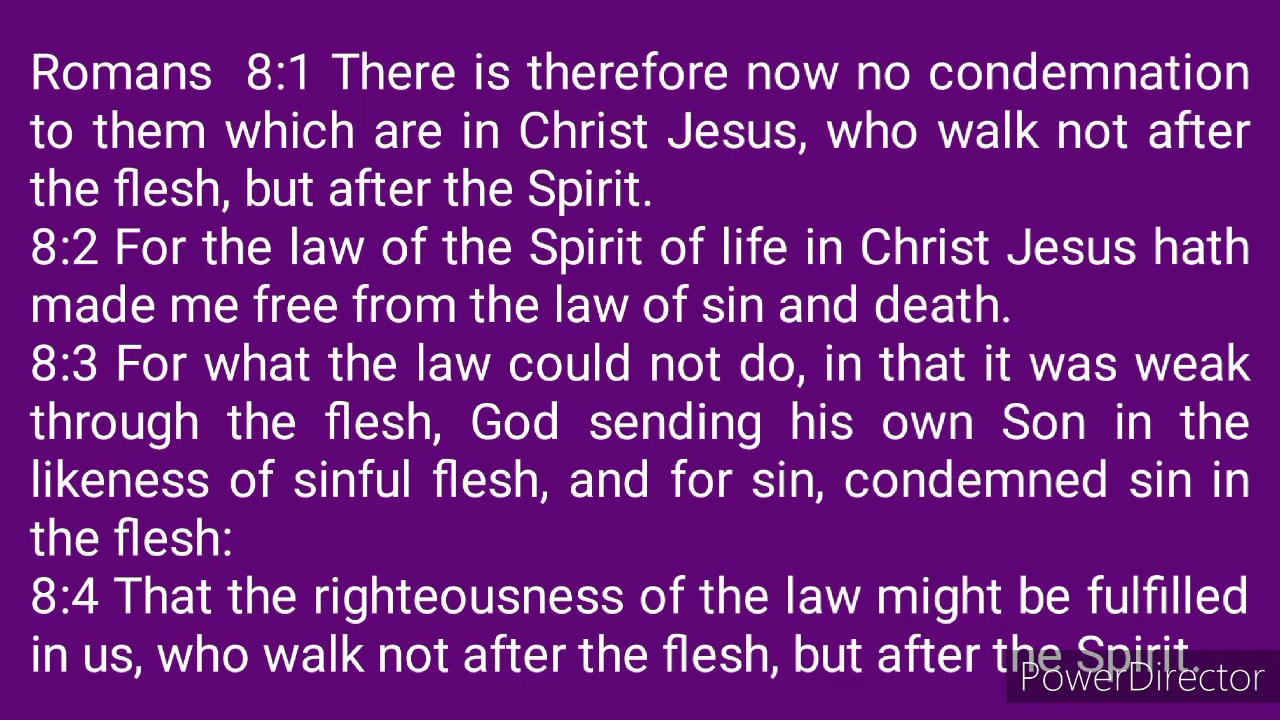 Romans 8:1 There is therefore now no condemnation
to them which are in Christ Jesus, who walk not after
the flesh, but after the Spirit.
8:2 For the law of the Spirit of life in Christ Jesus hath
made me free from the law of sin and death.
8:3 For what the law could not do, in that it was weak
through the flesh, God sending his own Son in the
likeness of sinful flesh, and for sin, condemned sin in
the flesh:
8:4 That the righteousness of the law might be fulfilled
in us, who walk not after the flesh, but after the Spirit.
PowerDirector